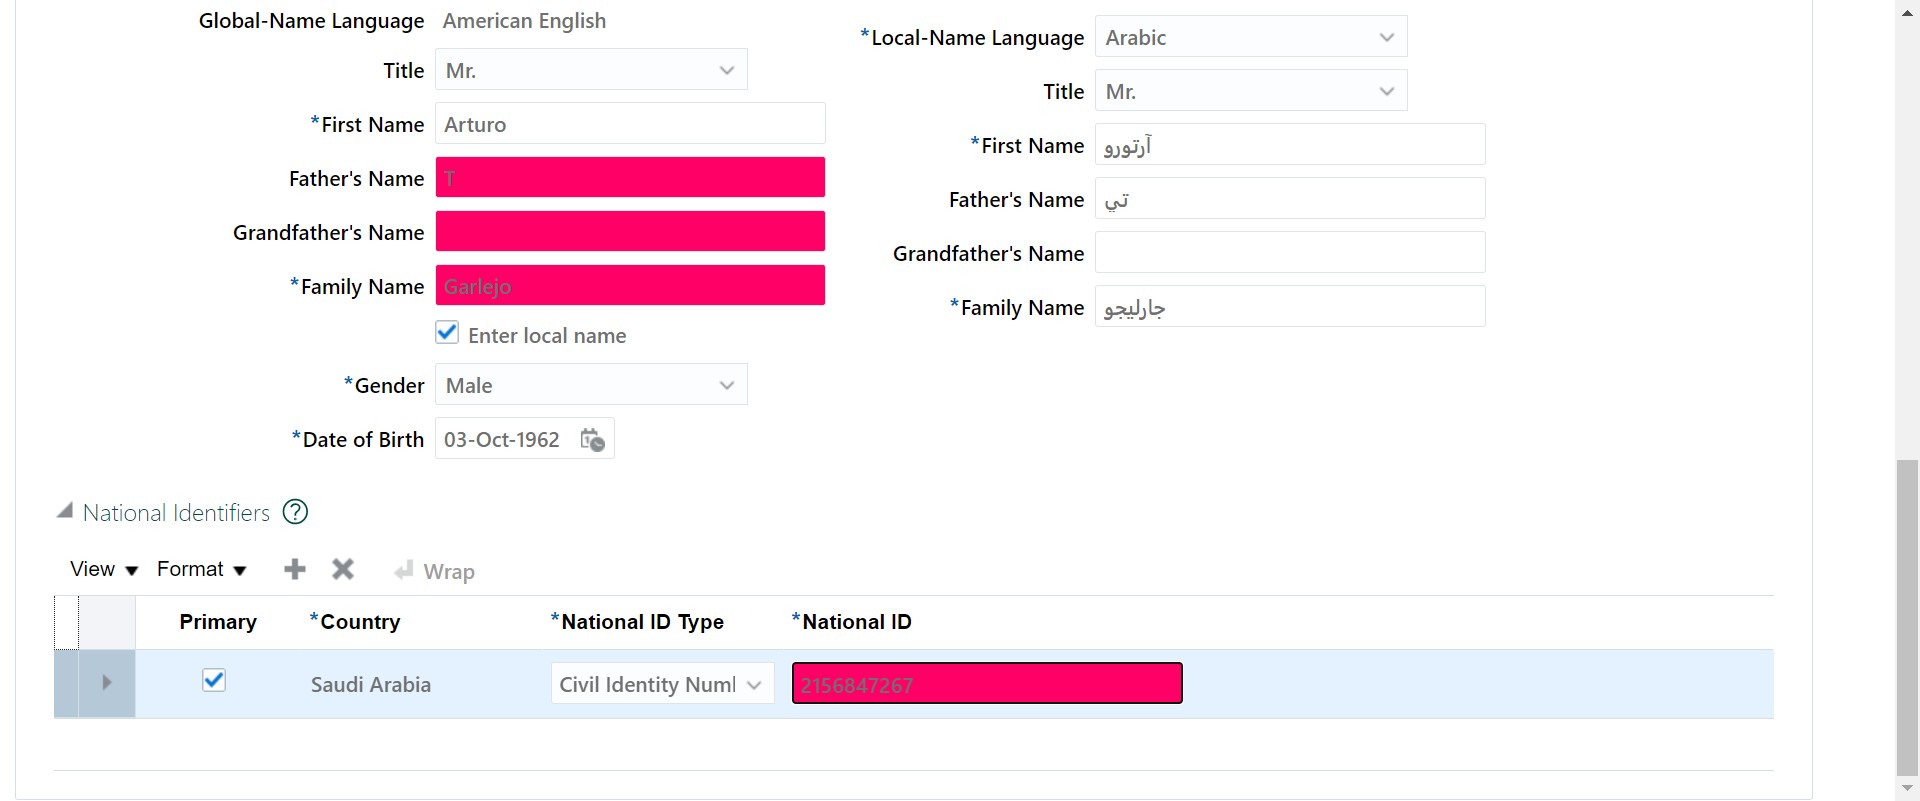 Global-Name Language American English
Title Mr.
*First Name Arturo
Father's Name T
Grandfather's Name
*Family Name Garlejo
Enter local name
*Gender Male
*Date of Birth 03-Oct-1962
*Local-Name Language Arabic
Title Mr.
*First Name آرتورو
Father's Name تي
Grandfather's Name
*Family Name جارليجو
National Identifiers ?
View Format Wrap
Primary *Country *National ID Type *National ID
Saudi Arabia Civil Identity Numl 2156847267